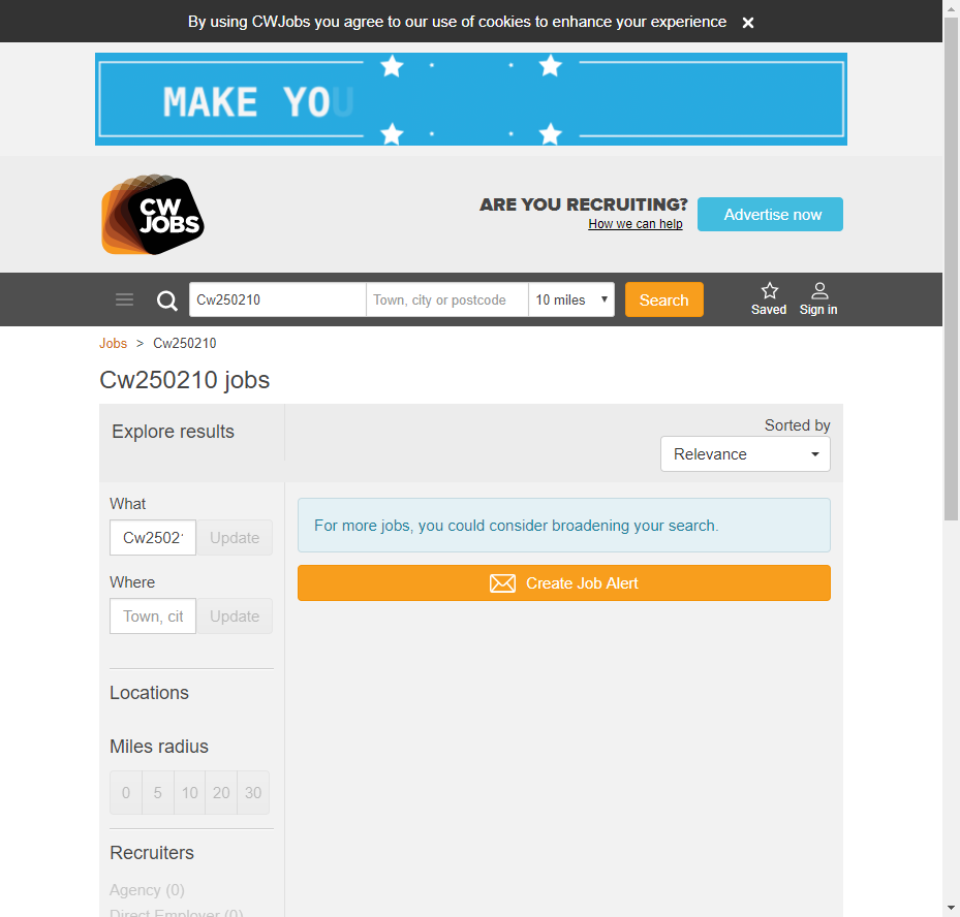 By using CWJobs you agree to our use of cookies to enhance your experience ×
MAKE YOU
CW
JOBS
ARE YOU RECRUITING?
How we can help
Advertise now
Cw250210
Town, city or postcode
10 miles
Search
Saved
Sign in
Jobs > Cw250210
Cw250210 jobs
Explore results
Sorted by
Relevance
What
Cw2502
Update
Where
Town, cit
Update
For more jobs, you could consider broadening your search.
Create Job Alert
Locations
Miles radius
0 5 10 20 30
Recruiters
Agency (0)
Direct Employer (0)